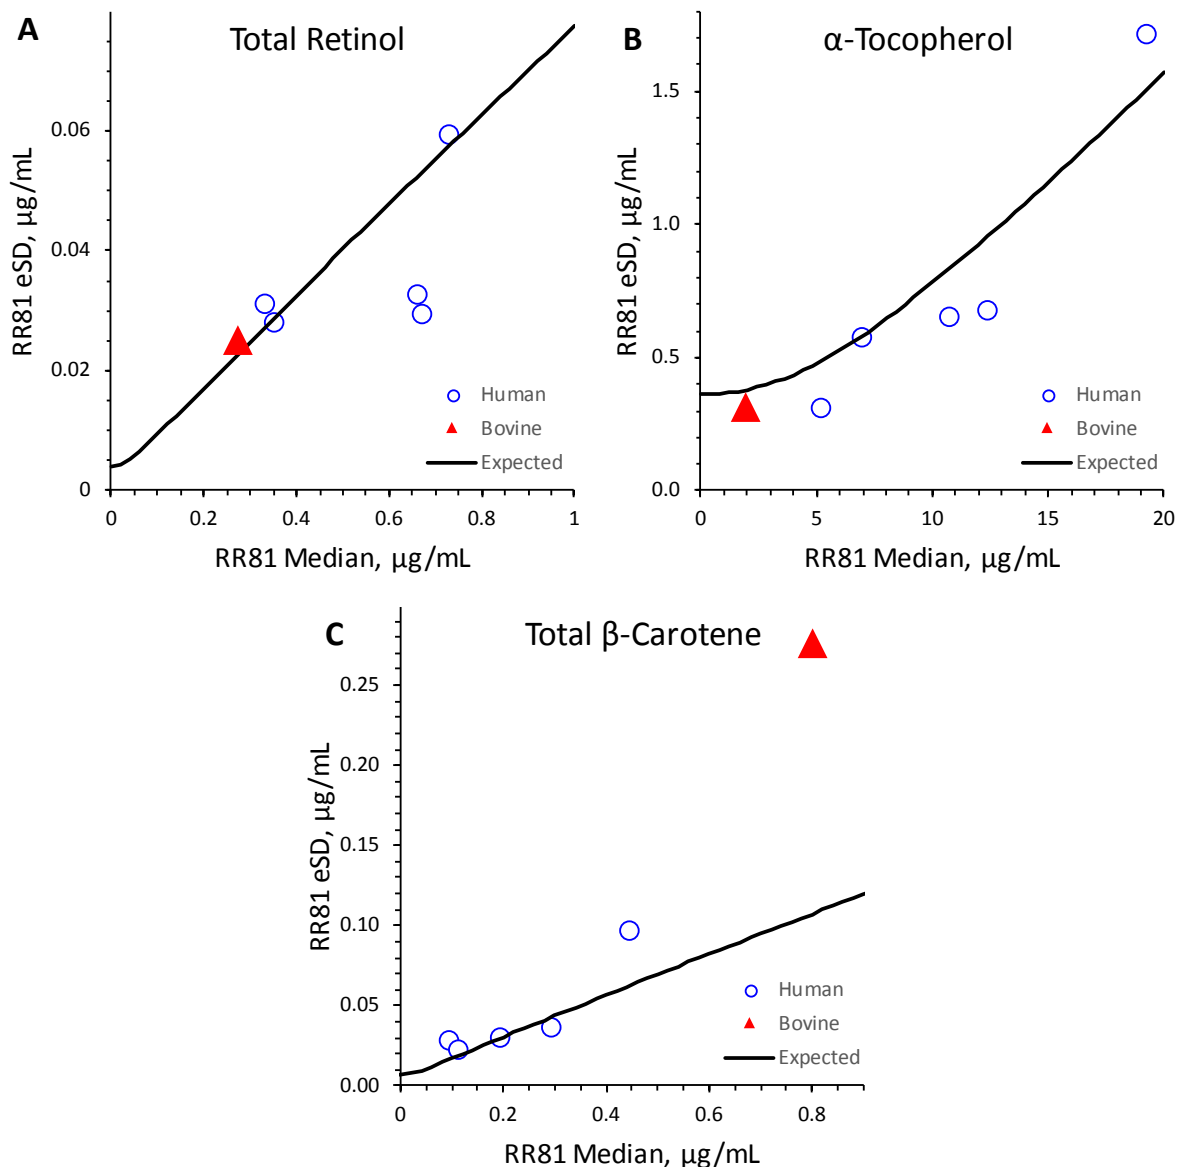 A
Total Retinol
RR81 eSD, µg/mL
0.06
0.04
0.02
0
0
0.2
0.4
0.6
0.8
1
RR81 Median, µg/mL
Human
Bovine
Expected
B
α-Tocopherol
RR81 eSD, µg/mL
1.5
1.0
0.5
0.0
0
5
10
15
20
RR81 Median, µg/mL
Human
Bovine
Expected
C
Total β-Carotene
RR81 eSD, µg/mL
0.25
0.20
0.15
0.10
0.05
0.00
0
0.2
0.4
0.6
0.8
RR81 Median, µg/mL
Human
Bovine
Expected